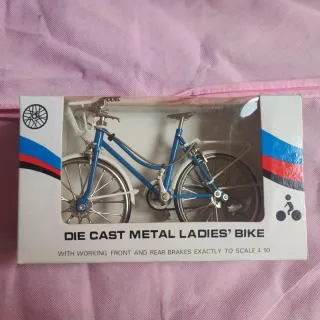 DIE CAST METAL LADIES' BIKE
WITH WORKING FRONT AND REAR BRAKES EXACTLY TO SCALE 1:10